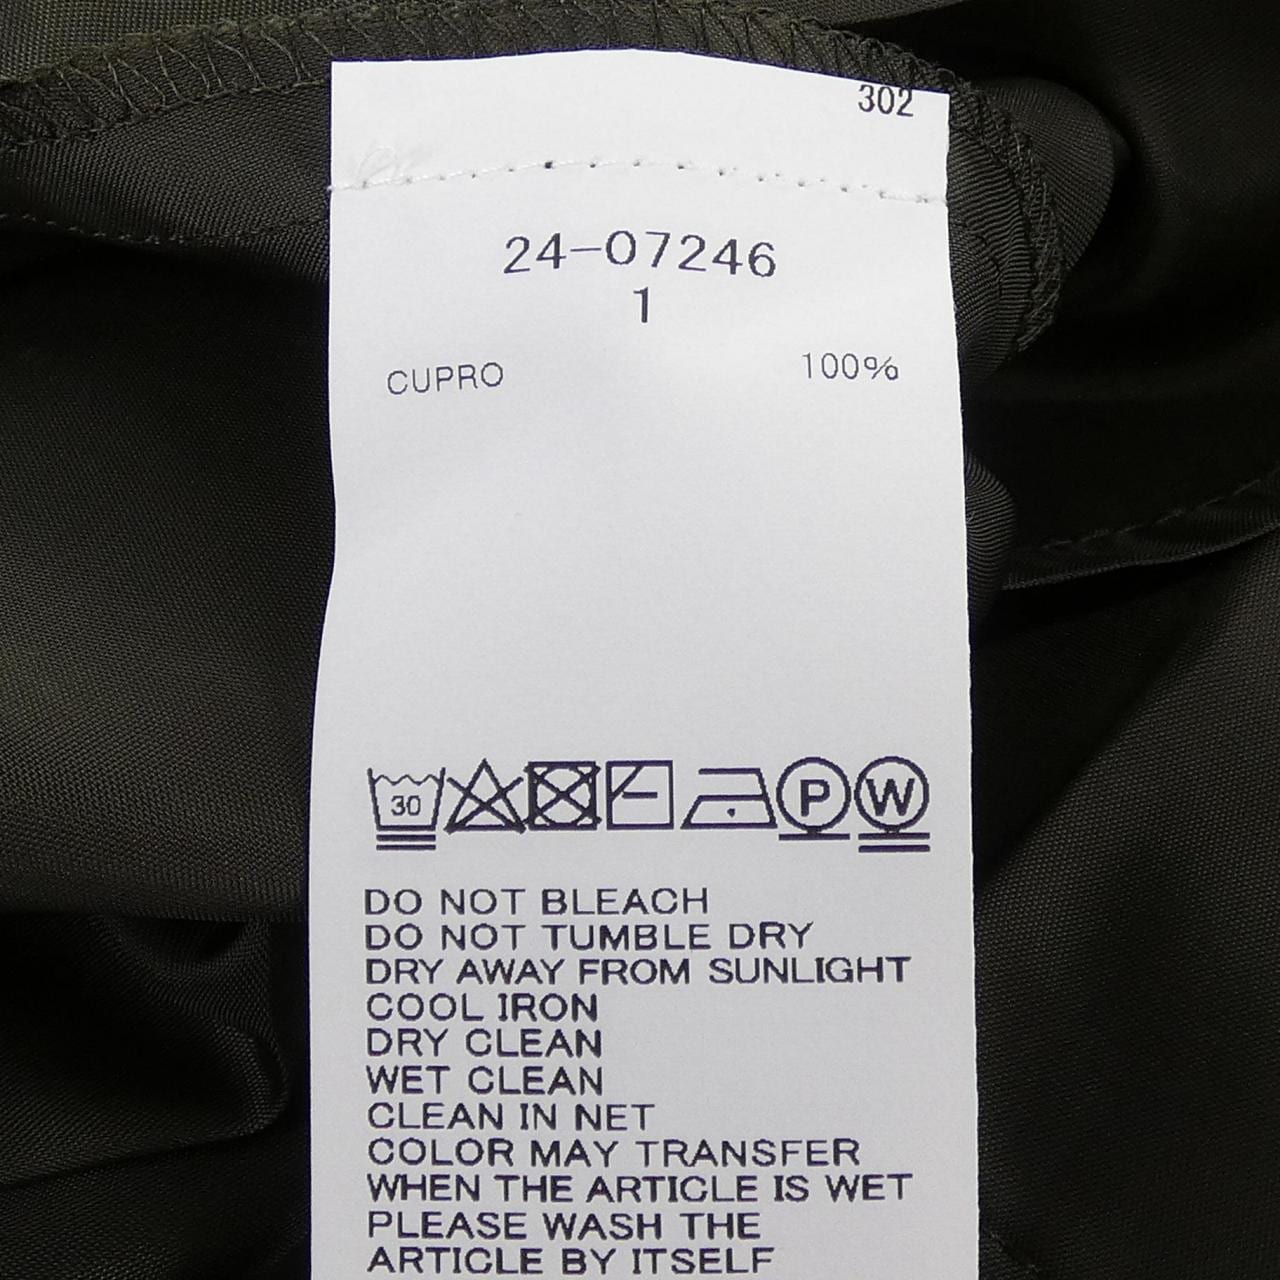 302
24-07246
1
CUPRO 100%
30 P W
DO NOT BLEACH
DO NOT TUMBLE DRY
DRY AWAY FROM SUNLIGHT
COOL IRON
DRY CLEAN
WET CLEAN
CLEAN IN NET
COLOR MAY TRANSFER
WHEN THE ARTICLE IS WET
PLEASE WASH THE
ARTICLE BY ITSELF